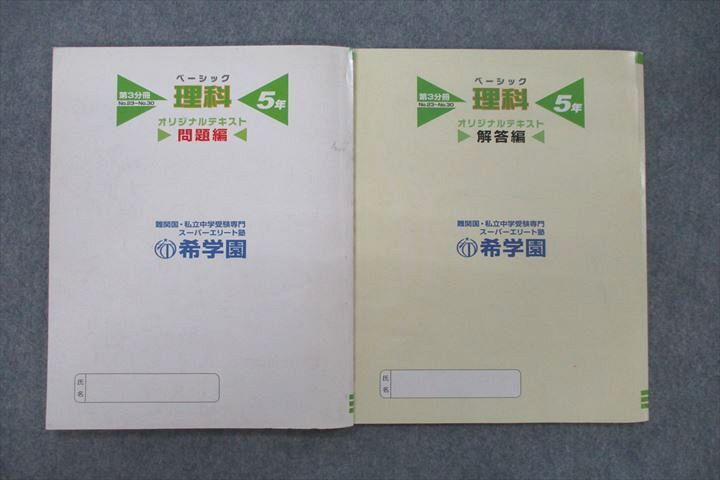 ベーシック
第3分冊
No.23~No.30
理科
5年
オリジナルテキスト
問題編
難関国・私立中学受験専門
スーパーエリート塾
希学園
氏名
ベーシック
第3分冊
No.23~No.30
理科
5年
オリジナルテキスト
解答編
難関国・私立中学受験専門
スーパーエリート塾
希学園
氏名